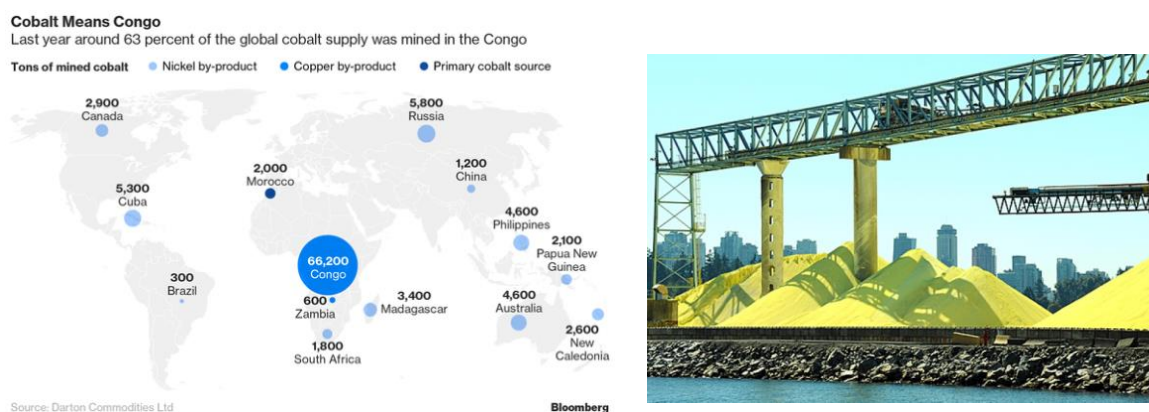 Cobalt Means Congo
Last year around 63 percent of the global cobalt supply was mined in the Congo
Tons of mined cobalt Nickel by-product Copper by-product Primary cobalt source
2,900
Canada
5,800
Russia
2,000
Morocco
1,200
China
5,300
Cuba
4,600
Philippines
2,100
Papua New
Guinea
66,200
Congo
300
Brazil
600
Zambia
3,400
Madagascar
4,600
Australia
2,600
New
Caledonia
1,800
South Africa
Source: Darton Commodities Ltd Bloomberg